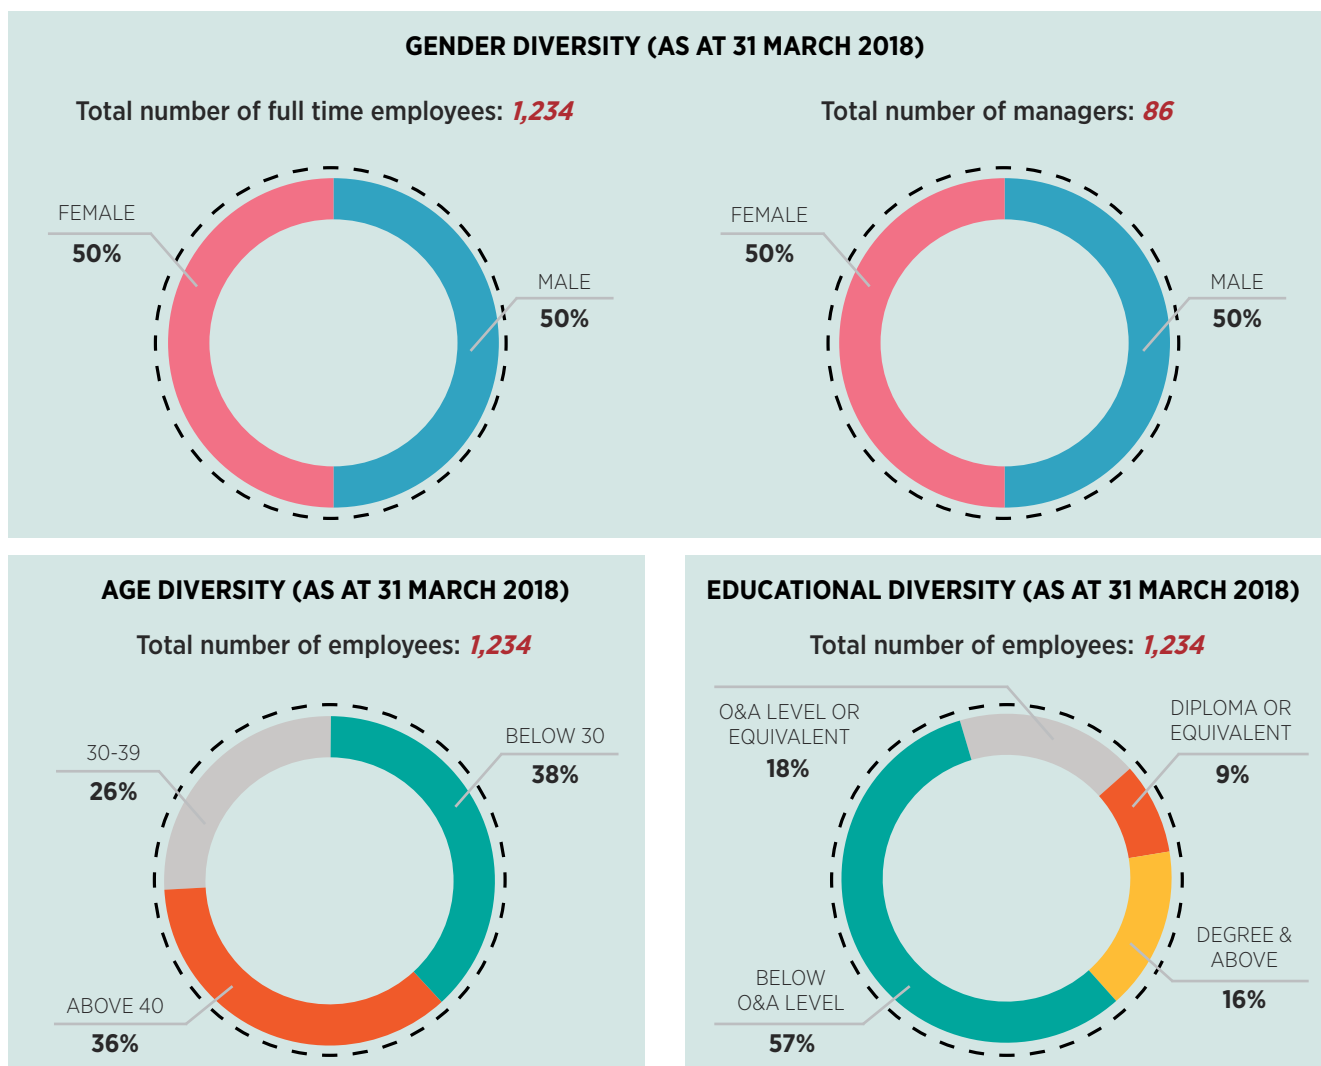 GENDER DIVERSITY (AS AT 31 MARCH 2018)
Total number of full time employees: 1,234
FEMALE
50%
MALE
50%
Total number of managers: 86
FEMALE
50%
MALE
50%
AGE DIVERSITY (AS AT 31 MARCH 2018)
Total number of employees: 1,234
30-39
26%
BELOW 30
38%
ABOVE 40
36%
EDUCATIONAL DIVERSITY (AS AT 31 MARCH 2018)
Total number of employees: 1,234
O&A LEVEL OR
EQUIVALENT
18%
DIPLOMA OR
EQUIVALENT
9%
DEGREE &
ABOVE
16%
BELOW
O&A LEVEL
57%